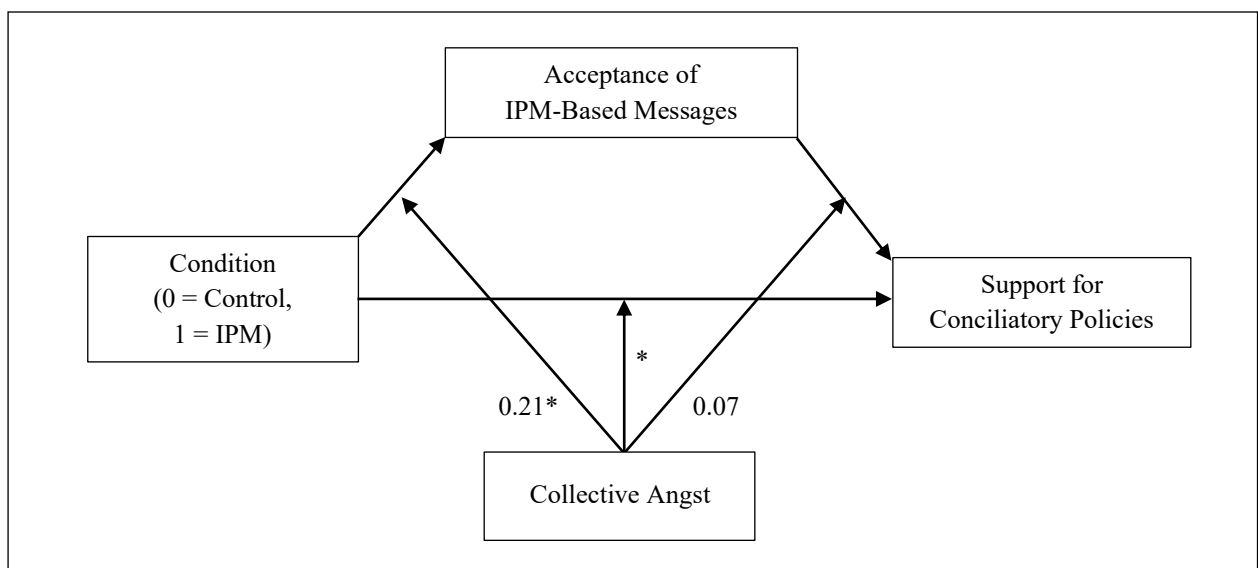 Acceptance of
IPM-Based Messages
Condition
(0 = Control,
1 = IPM)
Support for
Conciliatory Policies
*
0.21*
0.07
Collective Angst